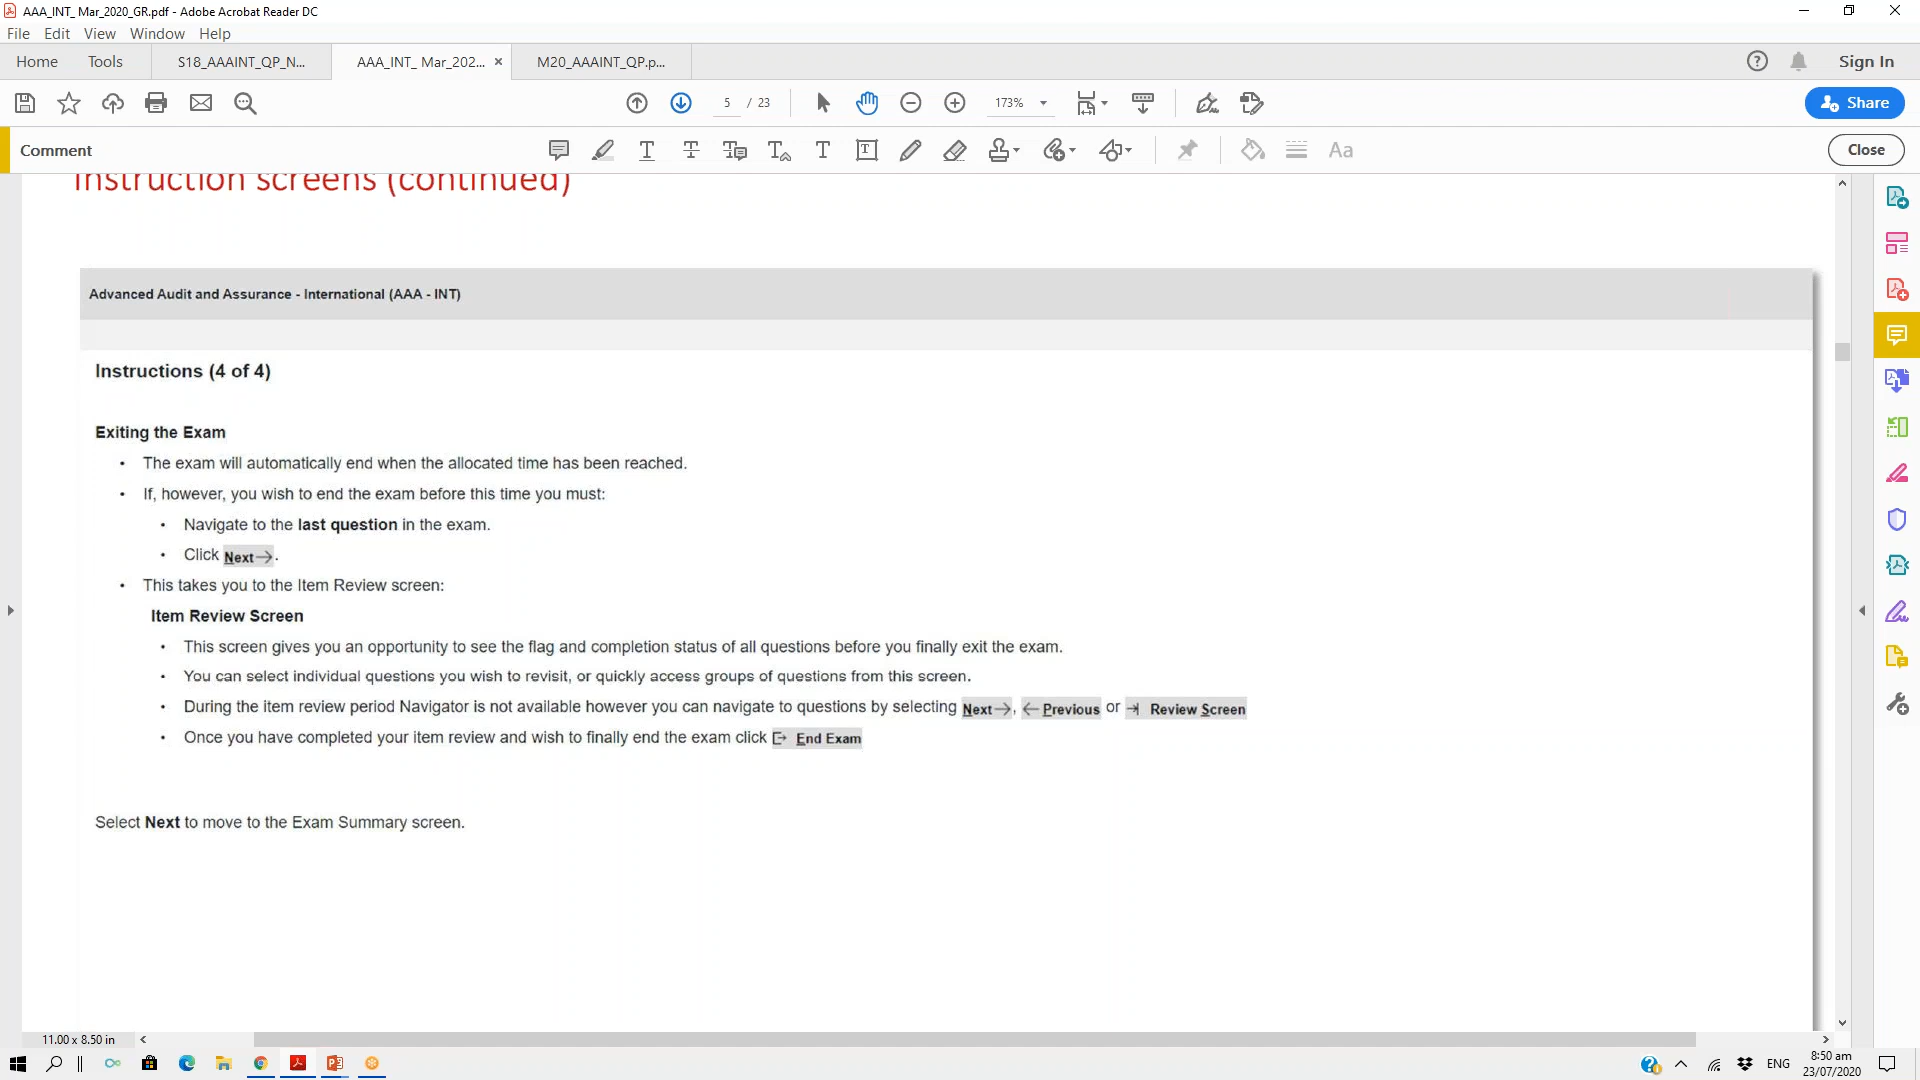 AAA_INT_ Mar_2020_GR.pdf - Adobe Acrobat Reader DC
File Edit View Window Help
Home Tools S18_AAAINT_QP_N... AAA_INT_ Mar_202... × M20_AAAINT_QP.p... Sign In
5 / 23 173% Share
Comment Close
Instruction screens (continued)
Advanced Audit and Assurance - International (AAA - INT)
Instructions (4 of 4)
Exiting the Exam
• The exam will automatically end when the allocated time has been reached.
• If, however, you wish to end the exam before this time you must:
• Navigate to the last question in the exam.
• Click Next→.
• This takes you to the Item Review screen:
Item Review Screen
• This screen gives you an opportunity to see the flag and completion status of all questions before you finally exit the exam.
• You can select individual questions you wish to revisit, or quickly access groups of questions from this screen.
• During the item review period Navigator is not available however you can navigate to questions by selecting Next→, ←Previous or →| Review Screen
• Once you have completed your item review and wish to finally end the exam click End Exam
Select Next to move to the Exam Summary screen.
11.00 x 8.50 in
ENG 8:50 am
23/07/2020